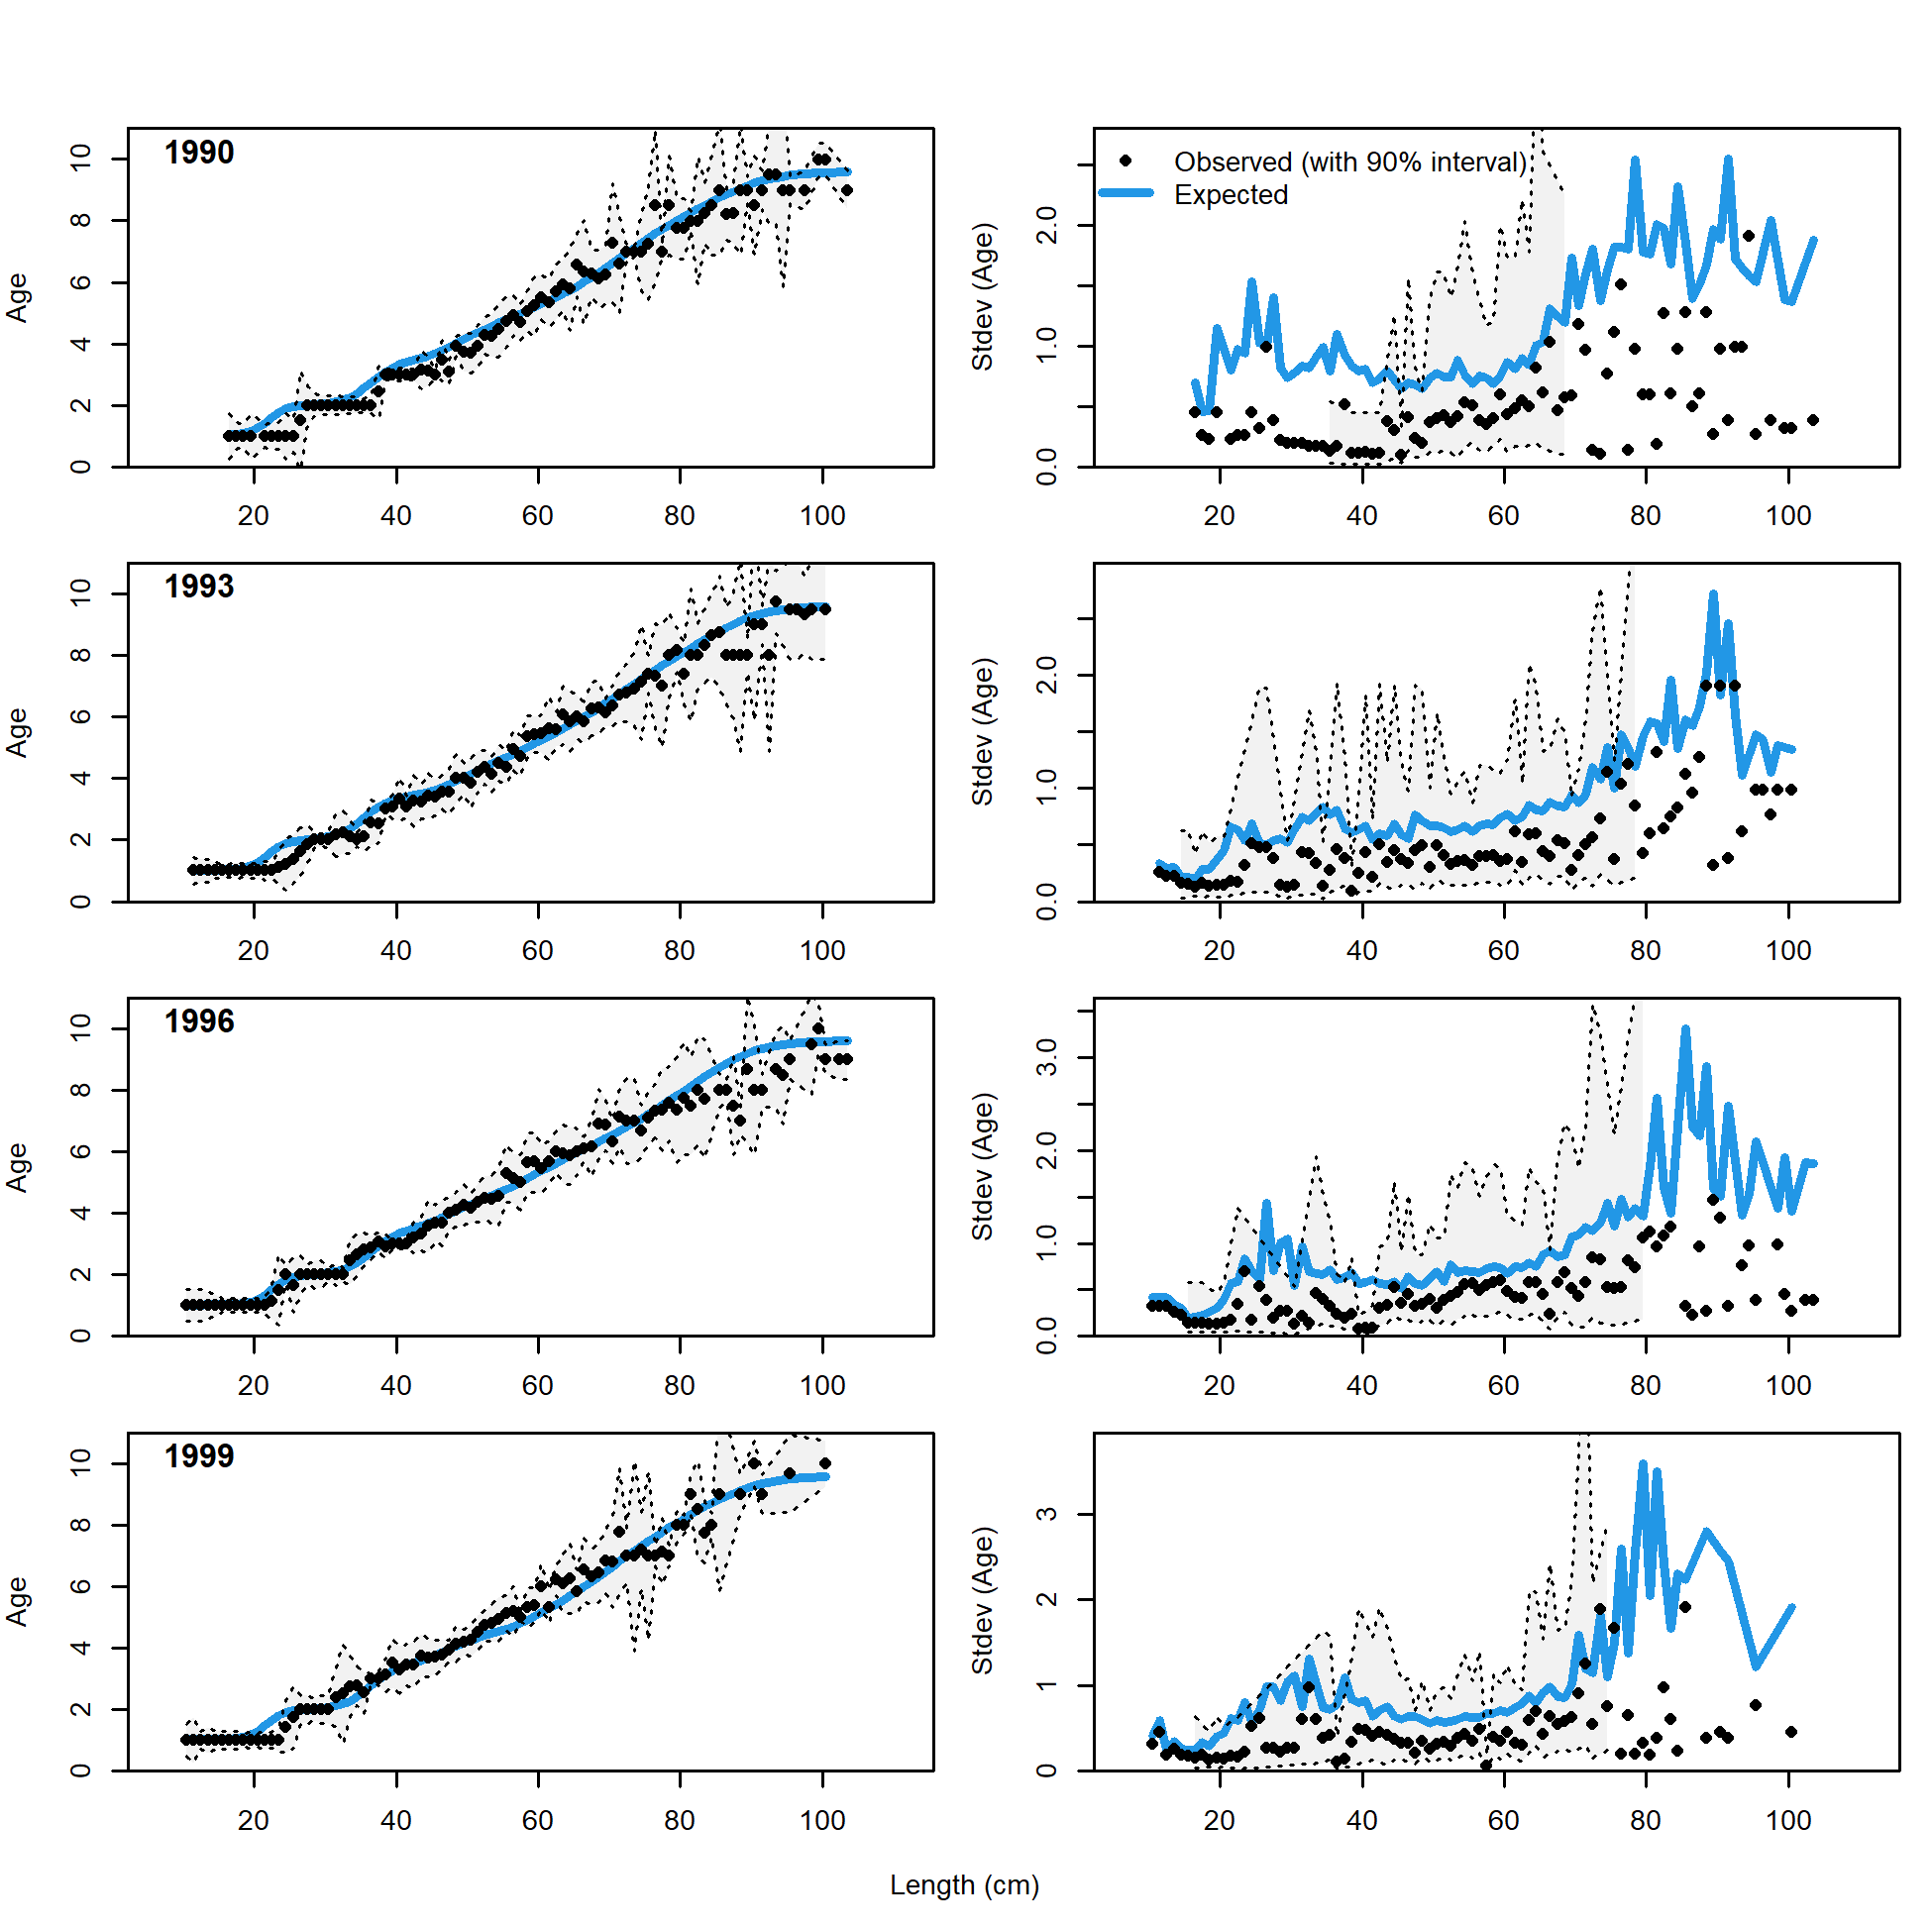 1990
Age
0 2 4 6 8 10
20 40 60 80 100
Observed (with 90% interval)
Expected
Stdev (Age)
0.0 1.0 2.0
20 40 60 80 100
1993
Age
0 2 4 6 8 10
20 40 60 80 100
Stdev (Age)
0.0 1.0 2.0
20 40 60 80 100
1996
Age
0 2 4 6 8 10
20 40 60 80 100
Stdev (Age)
0.0 1.0 2.0 3.0
20 40 60 80 100
1999
Age
0 2 4 6 8 10
20 40 60 80 100
Stdev (Age)
0 1 2 3
20 40 60 80 100
Length (cm)